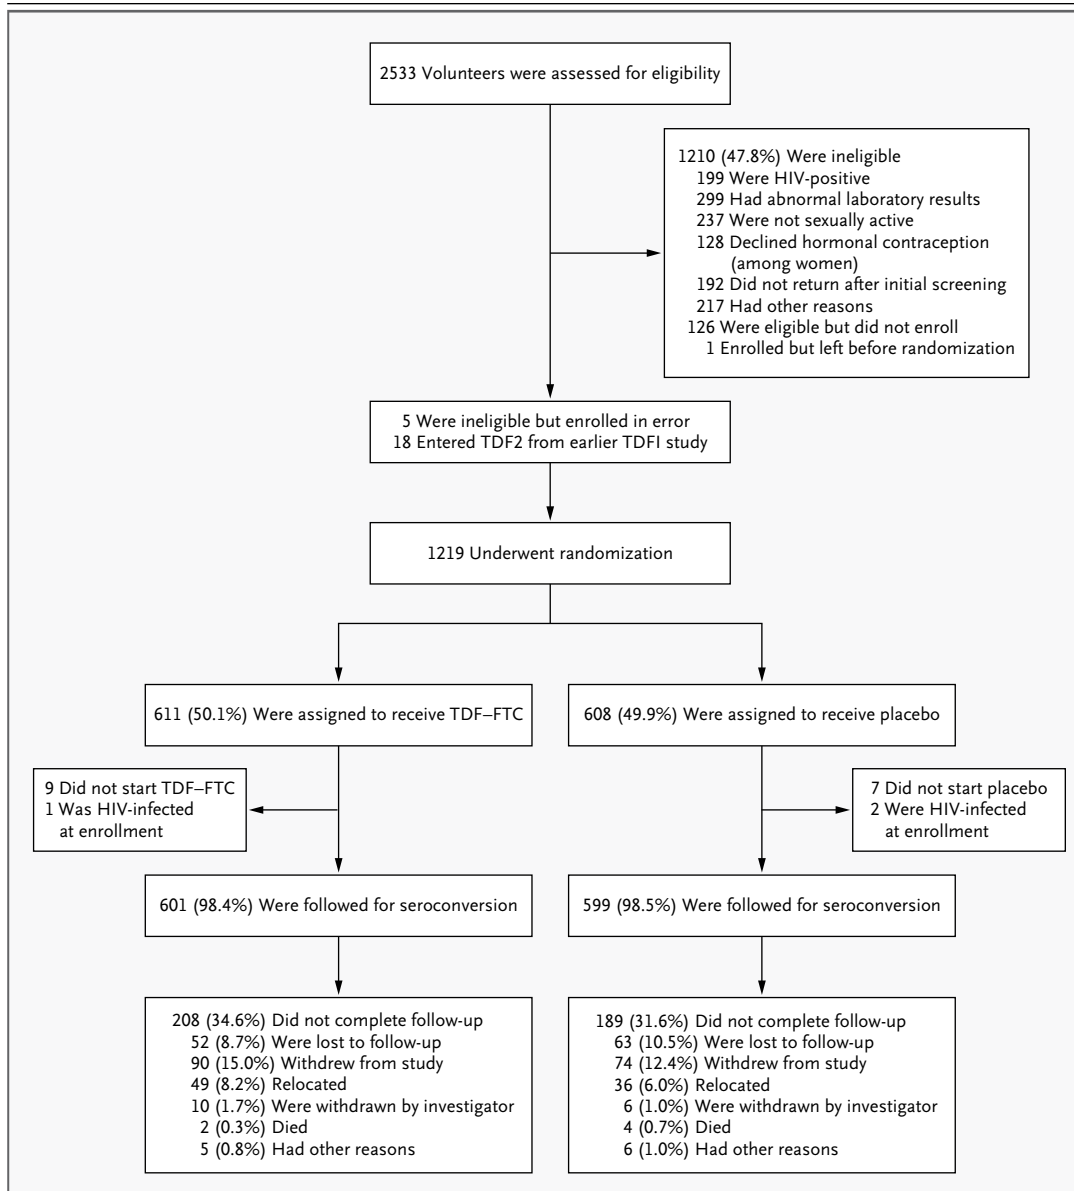 2533 Volunteers were assessed for eligibility
1210 (47.8%) Were ineligible
199 Were HIV-positive
299 Had abnormal laboratory results
237 Were not sexually active
128 Declined hormonal contraception
(among women)
192 Did not return after initial screening
217 Had other reasons
126 Were eligible but did not enroll
1 Enrolled but left before randomization
5 Were ineligible but enrolled in error
18 Entered TDF2 from earlier TDF1 study
1219 Underwent randomization
611 (50.1%) Were assigned to receive TDF–FTC
608 (49.9%) Were assigned to receive placebo
9 Did not start TDF–FTC
1 Was HIV-infected
at enrollment
7 Did not start placebo
2 Were HIV-infected
at enrollment
601 (98.4%) Were followed for seroconversion
599 (98.5%) Were followed for seroconversion
208 (34.6%) Did not complete follow-up
52 (8.7%) Were lost to follow-up
90 (15.0%) Withdrew from study
49 (8.2%) Relocated
10 (1.7%) Were withdrawn by investigator
2 (0.3%) Died
5 (0.8%) Had other reasons
189 (31.6%) Did not complete follow-up
63 (10.5%) Were lost to follow-up
74 (12.4%) Withdrew from study
36 (6.0%) Relocated
6 (1.0%) Were withdrawn by investigator
4 (0.7%) Died
6 (1.0%) Had other reasons